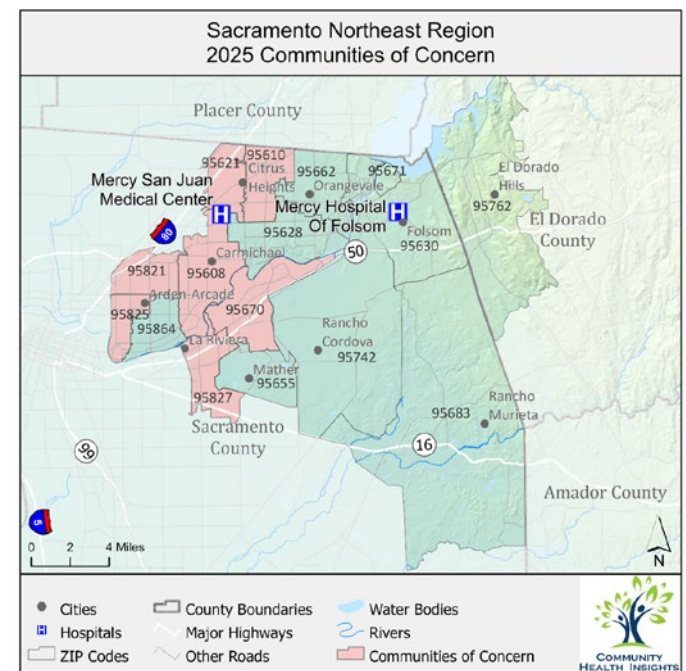 Sacramento Northeast Region
2025 Communities of Concern
Placer County
95621
95610
Citrus
Heights
95662
Orangevale
95671
El Dorado
Hills
95762
Mercy San Juan
Medical Center
H
Mercy Hospital
Of Folsom
H
Folsom
95630
El Dorado
County
80
95628
50
Carmichael
95608
95821
Arden-Arcade
95825
95864
95670
La Riviera
Rancho
Cordova
95742
Mather
95655
95827
Sacramento
County
95683
Rancho
Murieta
16
99
Amador County
5
0 2 4 Miles
N
Cities
County Boundaries
Water Bodies
H Hospitals
Major Highways
Rivers
ZIP Codes
Other Roads
Communities of Concern
COMMUNITY
HEALTH INSIGHTS